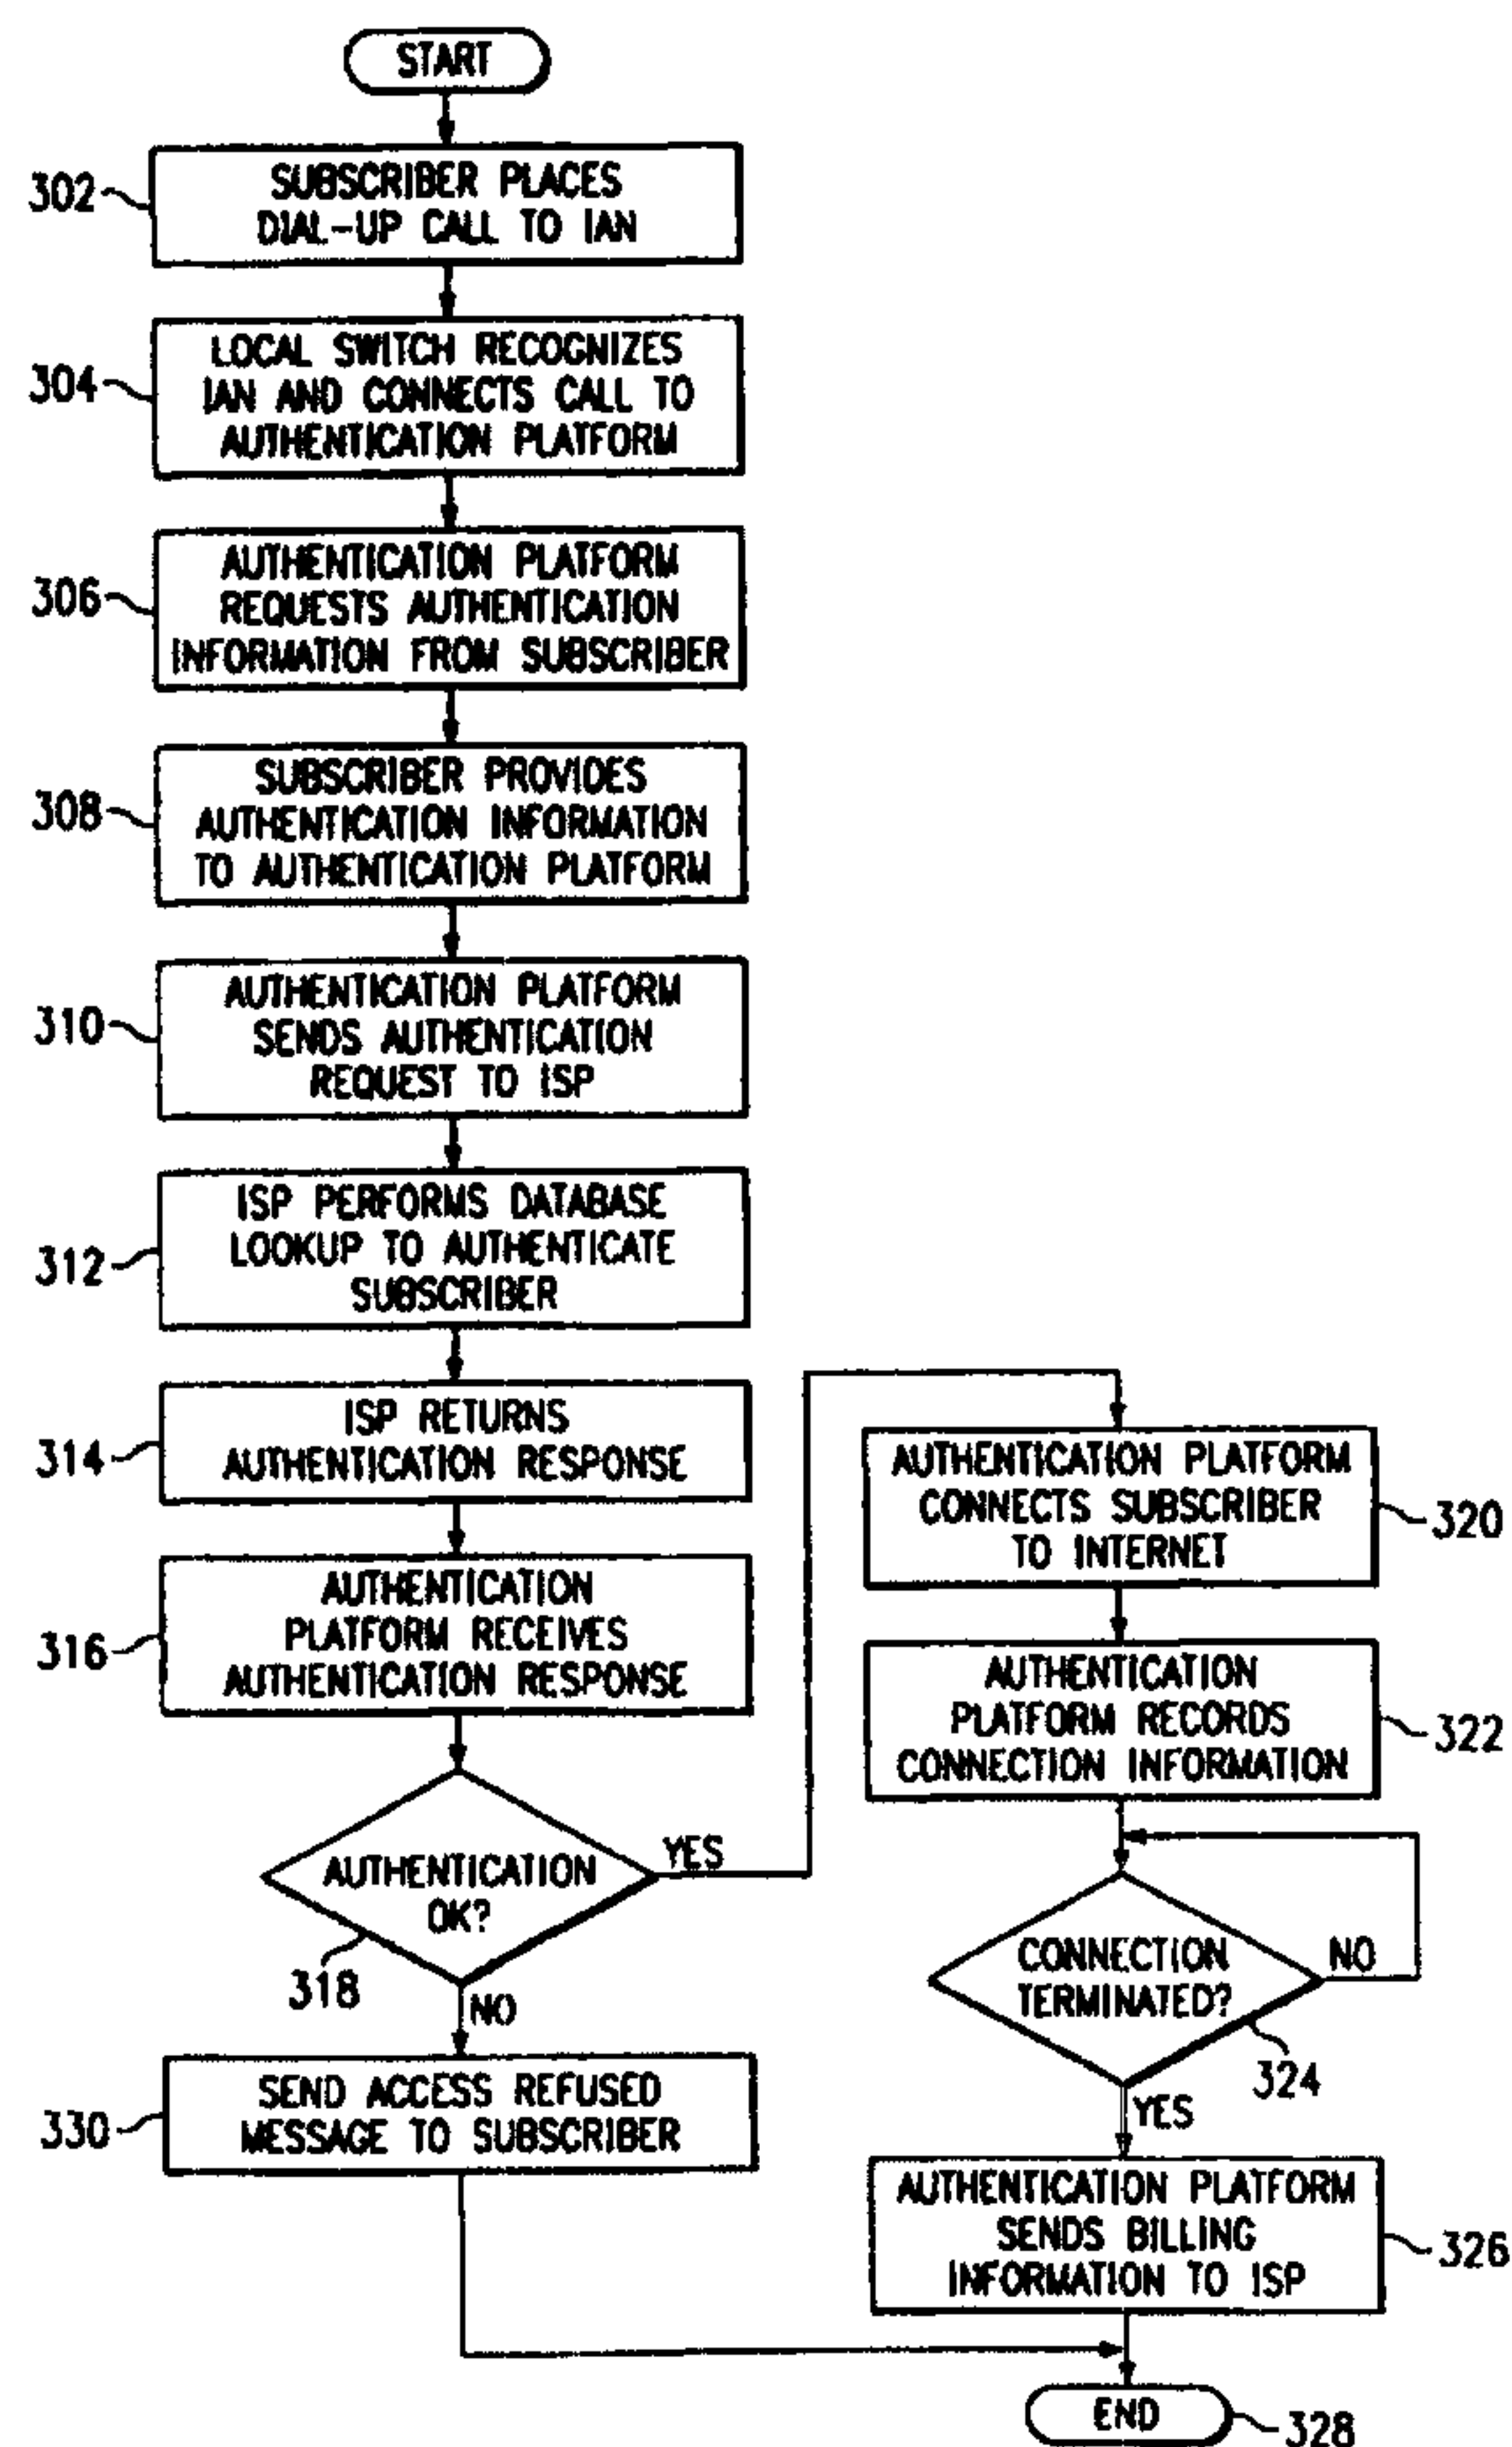 START
302
SUBSCRIBER PLACES
DIAL-UP CALL TO IAN
304
LOCAL SWITCH RECOGNIZES
IAN AND CONNECTS CALL TO
AUTHENTICATION PLATFORM
306
AUTHENTICATION PLATFORM
REQUESTS AUTHENTICATION
INFORMATION FROM SUBSCRIBER
308
SUBSCRIBER PROVIDES
AUTHENTICATION INFORMATION
TO AUTHENTICATION PLATFORM
310
AUTHENTICATION PLATFORM
SENDS AUTHENTICATION
REQUEST TO ISP
312
ISP PERFORMS DATABASE
LOOKUP TO AUTHENTICATE
SUBSCRIBER
314
ISP RETURNS
AUTHENTICATION RESPONSE
316
AUTHENTICATION
PLATFORM RECEIVES
AUTHENTICATION RESPONSE
AUTHENTICATION
OK?
318
YES
NO
330
SEND ACCESS REFUSED
MESSAGE TO SUBSCRIBER
AUTHENTICATION PLATFORM
CONNECTS SUBSCRIBER
TO INTERNET
320
AUTHENTICATION
PLATFORM RECORDS
CONNECTION INFORMATION
322
CONNECTION
TERMINATED?
NO
324
YES
AUTHENTICATION PLATFORM
SENDS BILLING
INFORMATION TO ISP
326
END
328